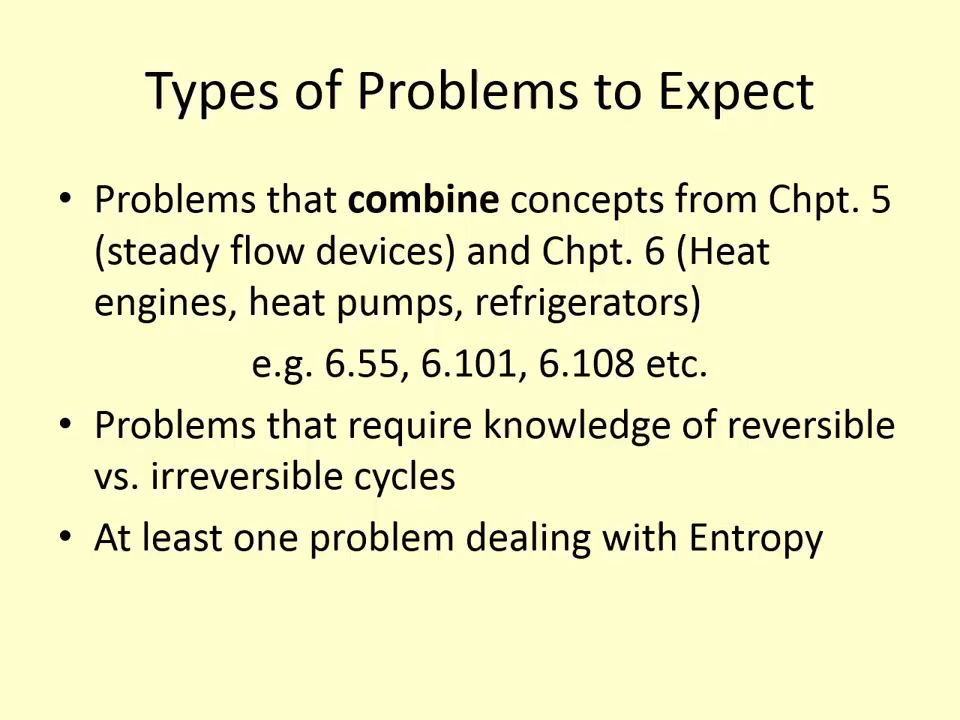 Types of Problems to Expect
• Problems that combine concepts from Chpt. 5
(steady flow devices) and Chpt. 6 (Heat
engines, heat pumps, refrigerators)
e.g. 6.55, 6.101, 6.108 etc.
• Problems that require knowledge of reversible
vs. irreversible cycles
• At least one problem dealing with Entropy